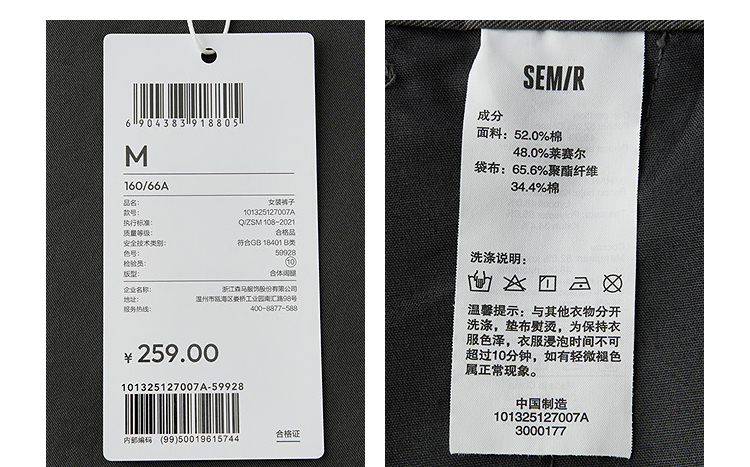 6 904383 918805
M
160/66A
品名: 女装裤子
款号: 101325127007A
执行标准: Q/ZSM 108-2021
质量等级: 合格品
安全技术类别: 符合GB 18401 B类
色号: 59928
检验员: 10
版型: 合体阔腿
企业名称: 浙江森马服饰股份有限公司
地址: 温州市瓯海区娄桥工业园南汇路98号
服务热线: 400-8877-588
¥ 259.00
101325127007A-59928
内部编码 (99)50019615744
合格证
SEMIR
成分
面料: 52.0%棉
48.0%莱赛尔
袋布: 65.6%聚酯纤维
34.4%棉
洗涤说明:
温馨提示: 与其他衣物分开
洗涤, 垫布熨烫, 为保持衣
服色泽, 衣服浸泡时间不可
超过10分钟, 如有轻微褪色
属正常现象。
中国制造
101325127007A
3000177